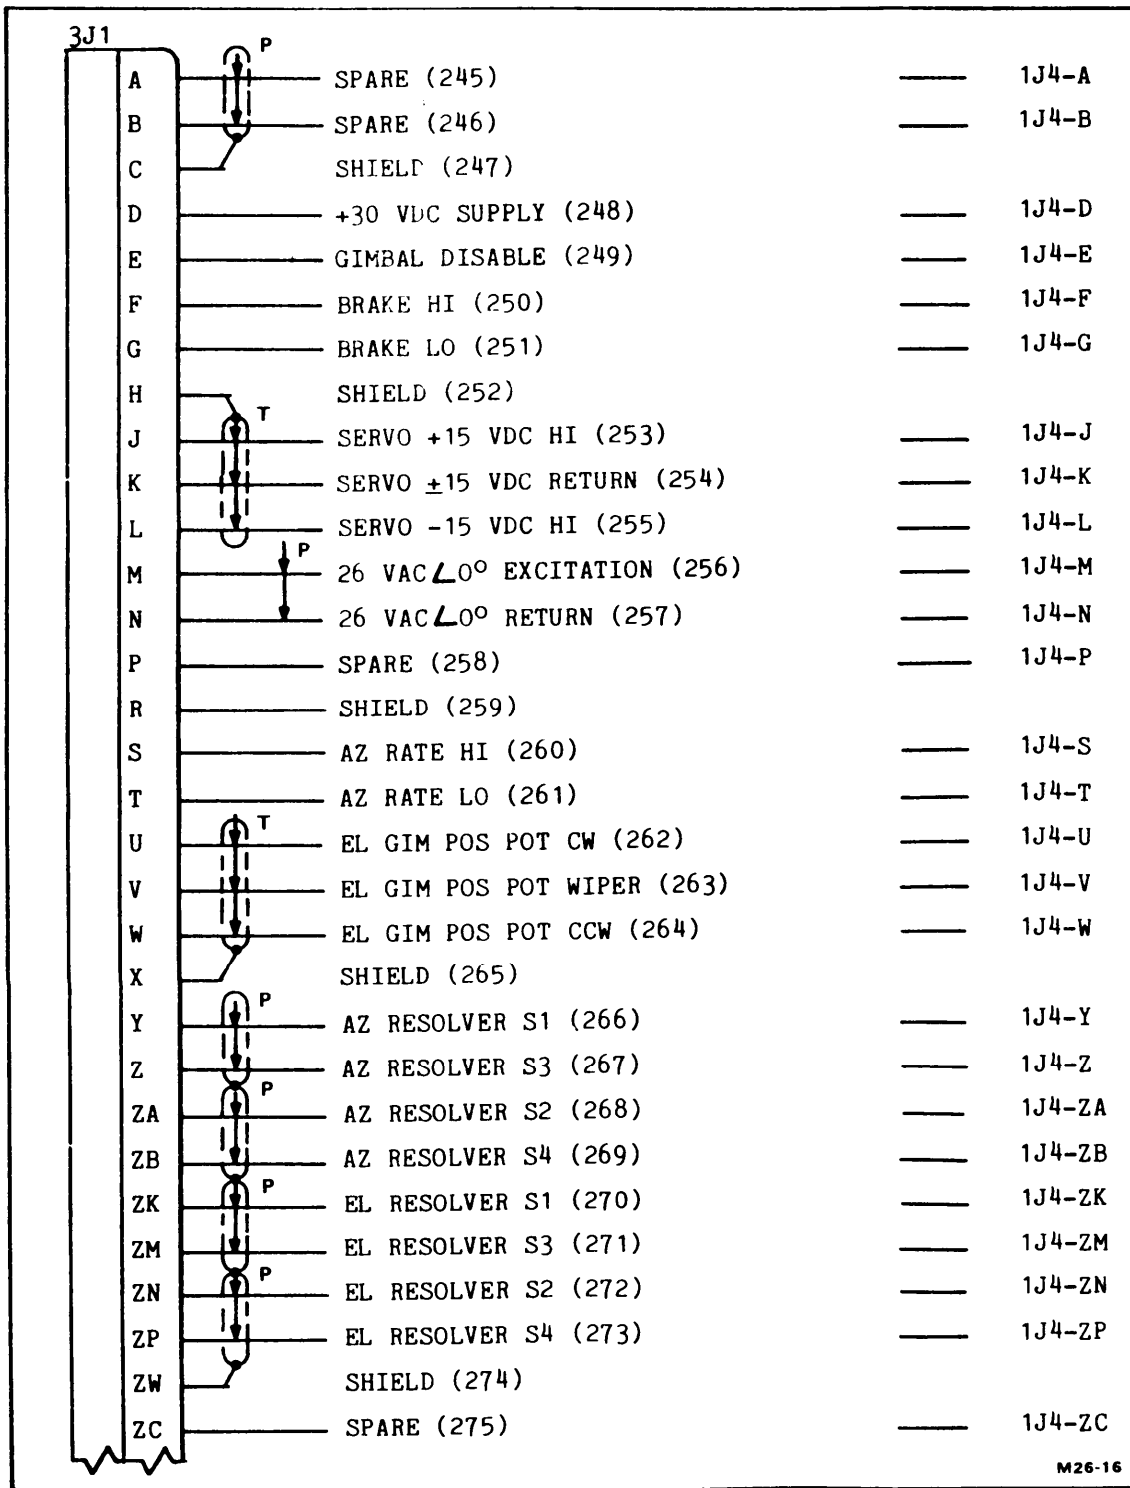 3J1
P
A SPARE (245) 1J4-A
B SPARE (246) 1J4-B
C SHIELD (247)
D +30 VDC SUPPLY (248) 1J4-D
E GIMBAL DISABLE (249) 1J4-E
F BRAKE HI (250) 1J4-F
G BRAKE LO (251) 1J4-G
H SHIELD (252)
T
J SERVO +15 VDC HI (253) 1J4-J
K SERVO ±15 VDC RETURN (254) 1J4-K
L SERVO -15 VDC HI (255) 1J4-L
P
M 26 VAC∠0° EXCITATION (256) 1J4-M
N 26 VAC∠0° RETURN (257) 1J4-N
P SPARE (258) 1J4-P
R SHIELD (259)
S AZ RATE HI (260) 1J4-S
T AZ RATE LO (261) 1J4-T
T
U EL GIM POS POT CW (262) 1J4-U
V EL GIM POS POT WIPER (263) 1J4-V
W EL GIM POS POT CCW (264) 1J4-W
X SHIELD (265)
P
Y AZ RESOLVER S1 (266) 1J4-Y
Z AZ RESOLVER S3 (267) 1J4-Z
P
ZA AZ RESOLVER S2 (268) 1J4-ZA
ZB AZ RESOLVER S4 (269) 1J4-ZB
P
ZK EL RESOLVER S1 (270) 1J4-ZK
ZM EL RESOLVER S3 (271) 1J4-ZM
P
ZN EL RESOLVER S2 (272) 1J4-ZN
ZP EL RESOLVER S4 (273) 1J4-ZP
ZW SHIELD (274)
ZC SPARE (275) 1J4-ZC
M26-16